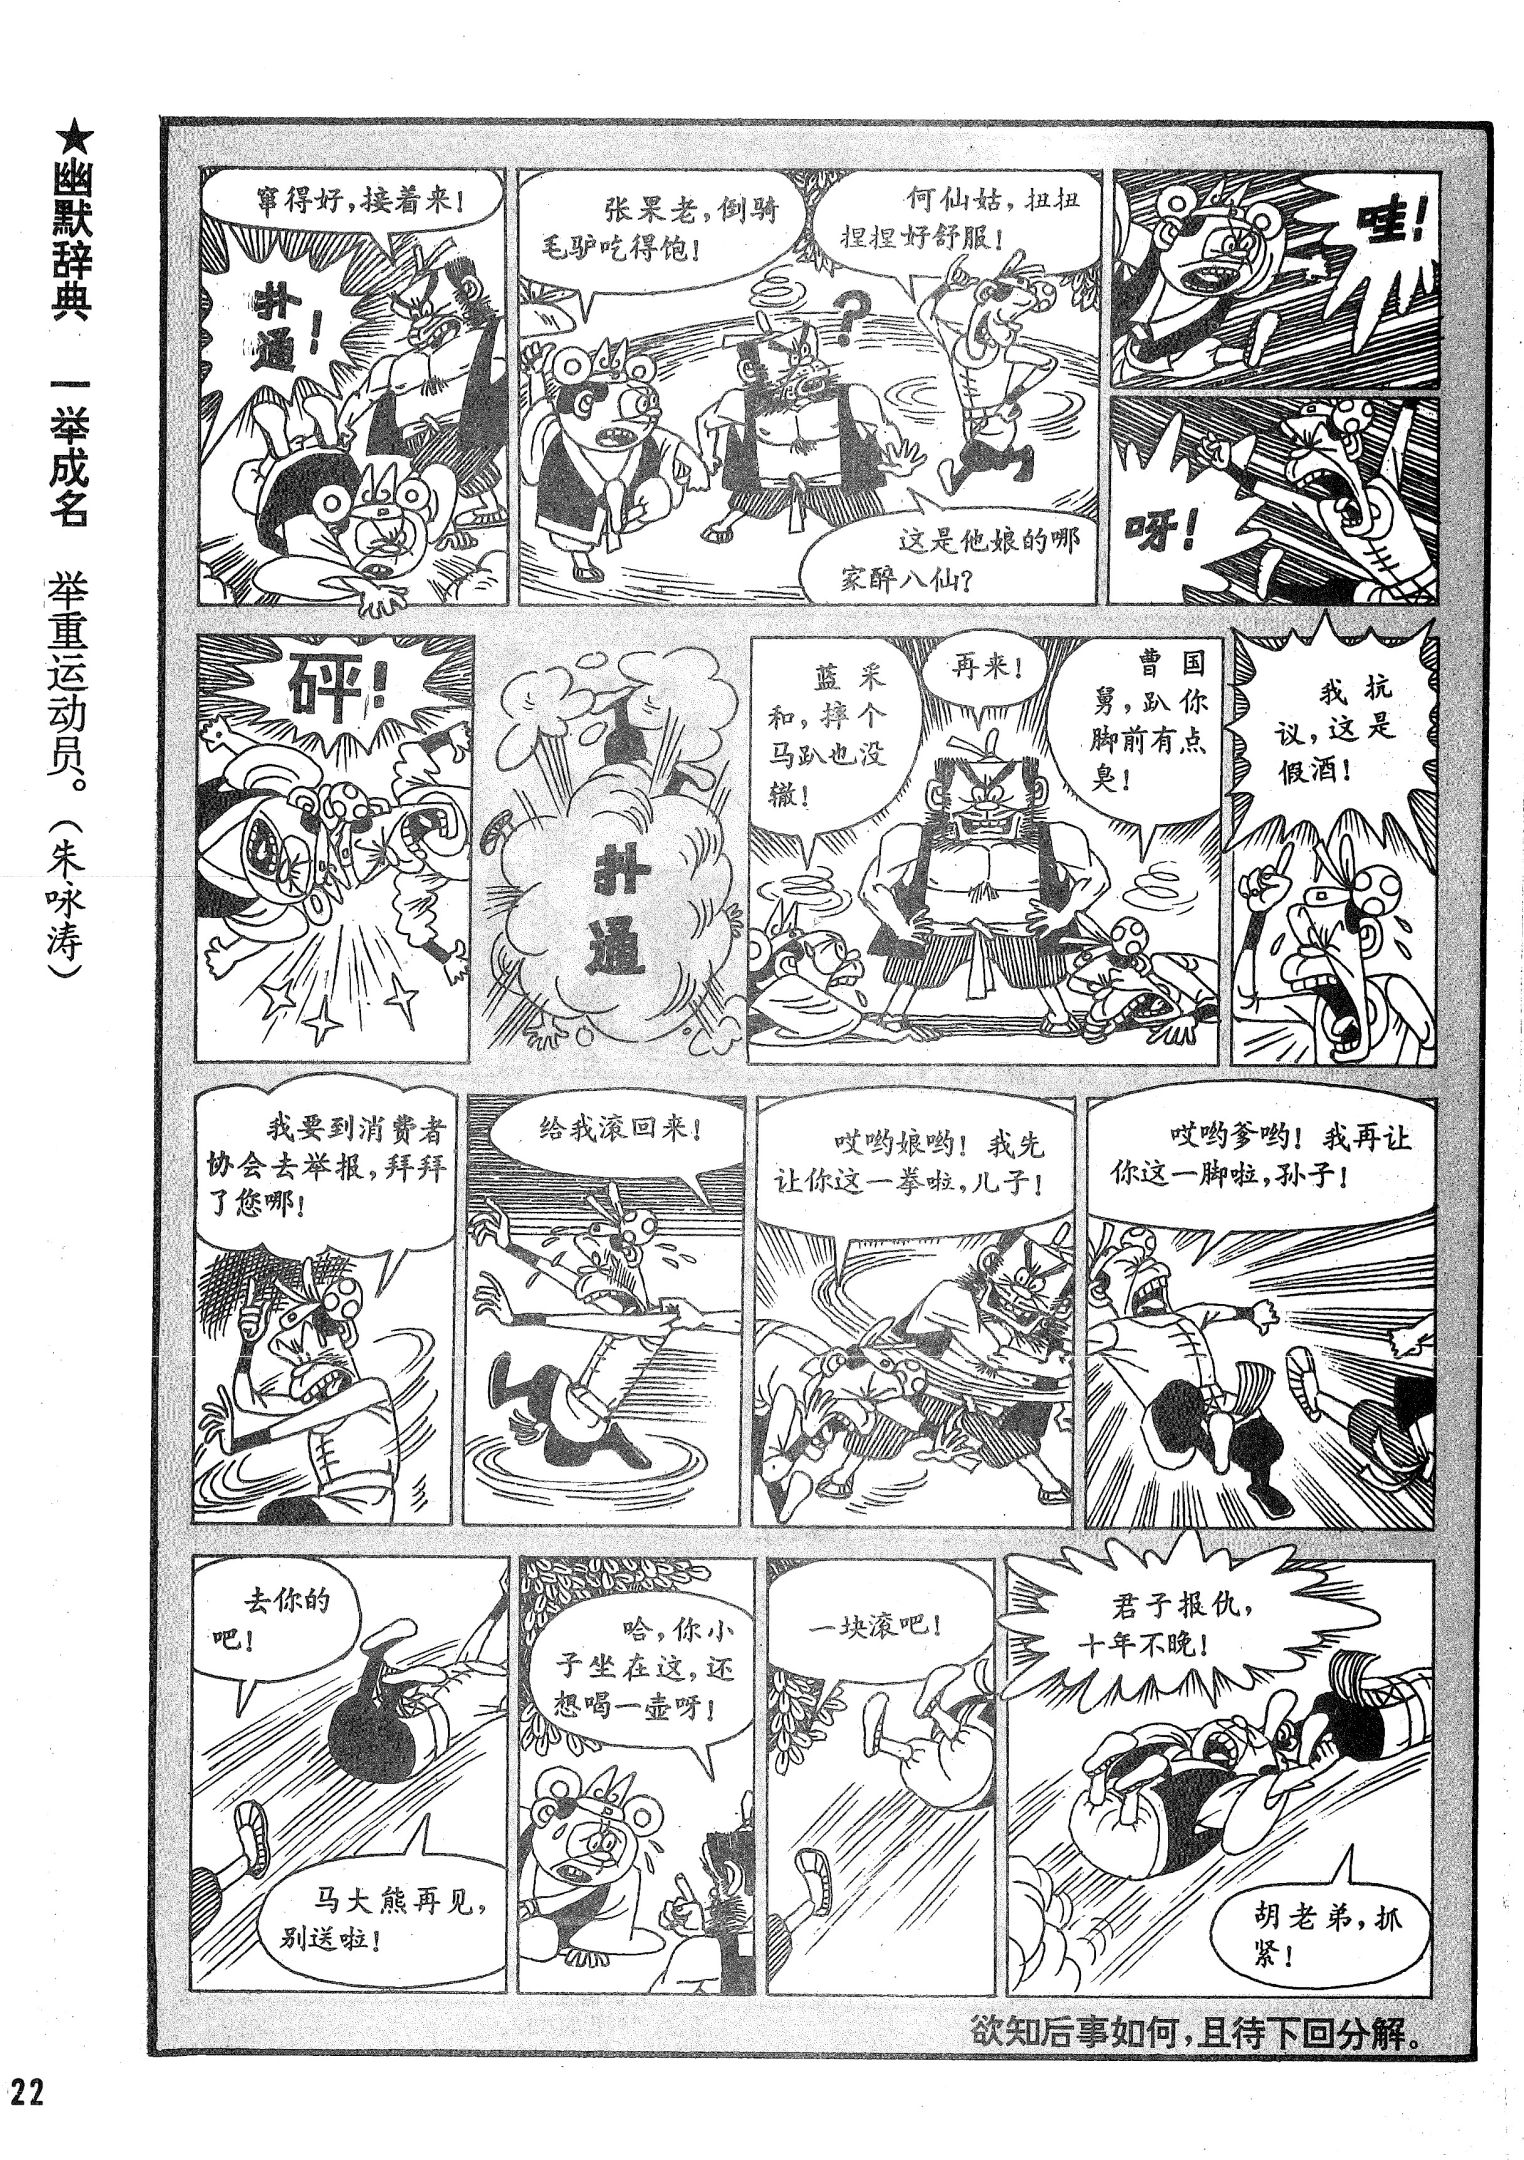 ★幽默辞典 一举成名 举重运动员。（朱咏涛）
窜得好，接着来！
扑
通！
张果老，倒骑
毛驴吃得饱！
何仙姑，扭扭
捏捏好舒服！
？
这是他娘的哪
家醉八仙？
哇！
呀！
砰！
扑
通
蓝采
和，摔个
马趴也没
辙！
再来！
曹国
舅，趴你
脚前有点
臭！
我抗
议，这是
假酒！
我要到消费者
协会去举报，拜拜
了您哪！
给我滚回来！
哎哟娘哟！我先
让你这一拳啦，儿子！
哎哟爹哟！我再让
你这一脚啦，孙子！
去你的
吧！
马大熊再见，
别送啦！
哈，你小
子坐在这，还
想喝一壶呀！
一块滚吧！
君子报仇，
十年不晚！
胡老弟，抓
紧！
欲知后事如何，且待下回分解。
22